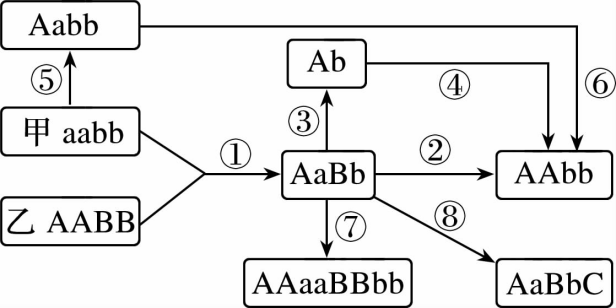 Aabb
Ab
⑤
④
⑥
甲 aabb
③
①
②
AaBb
AAbb
乙 AABB
⑦
⑧
AAaaBBbb
AaBbC